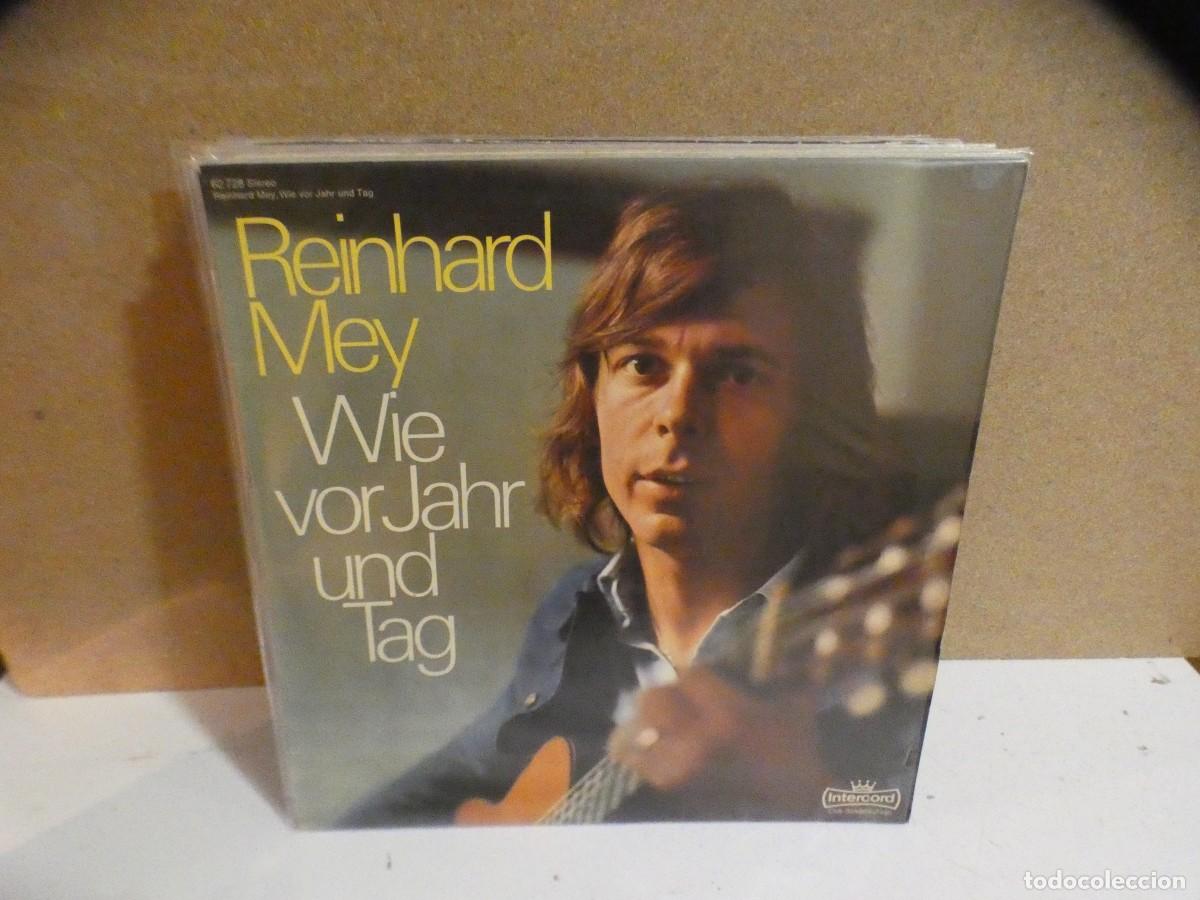 62 728 Stereo
Reinhard Mey, Wie vor Jahr und Tag
Reinhard
Mey
Wie
vor Jahr
und
Tag
Intercord
todocoleccion